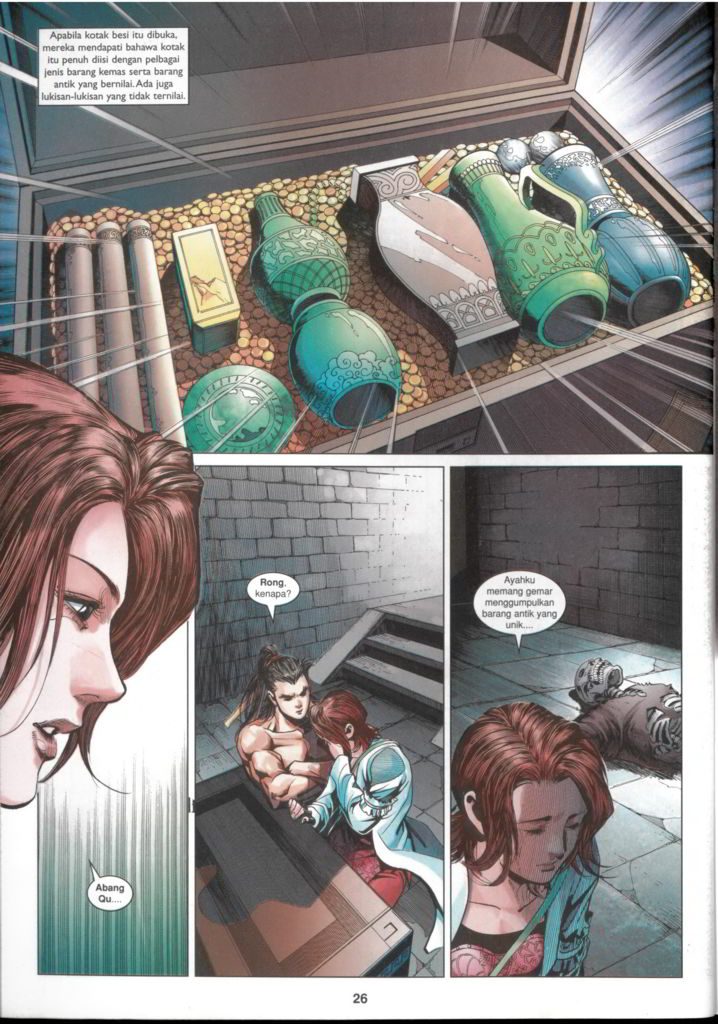 Apabila kotak besi itu dibuka,
mereka mendapati bahawa kotak
itu penuh diisi dengan pelbagai
jenis barang kemas serta barang
antik yang bernilai. Ada juga
lukisan-lukisan yang tidak ternilai.
Abang
Qu....
Rong.
kenapa?
Ayahku
memang gemar
menggumpulkan
barang antik yang
unik....
26